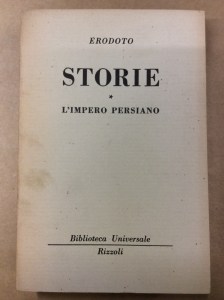 ERODOTO
STORIE
*
L'IMPERO PERSIANO
Biblioteca Universale
Rizzoli